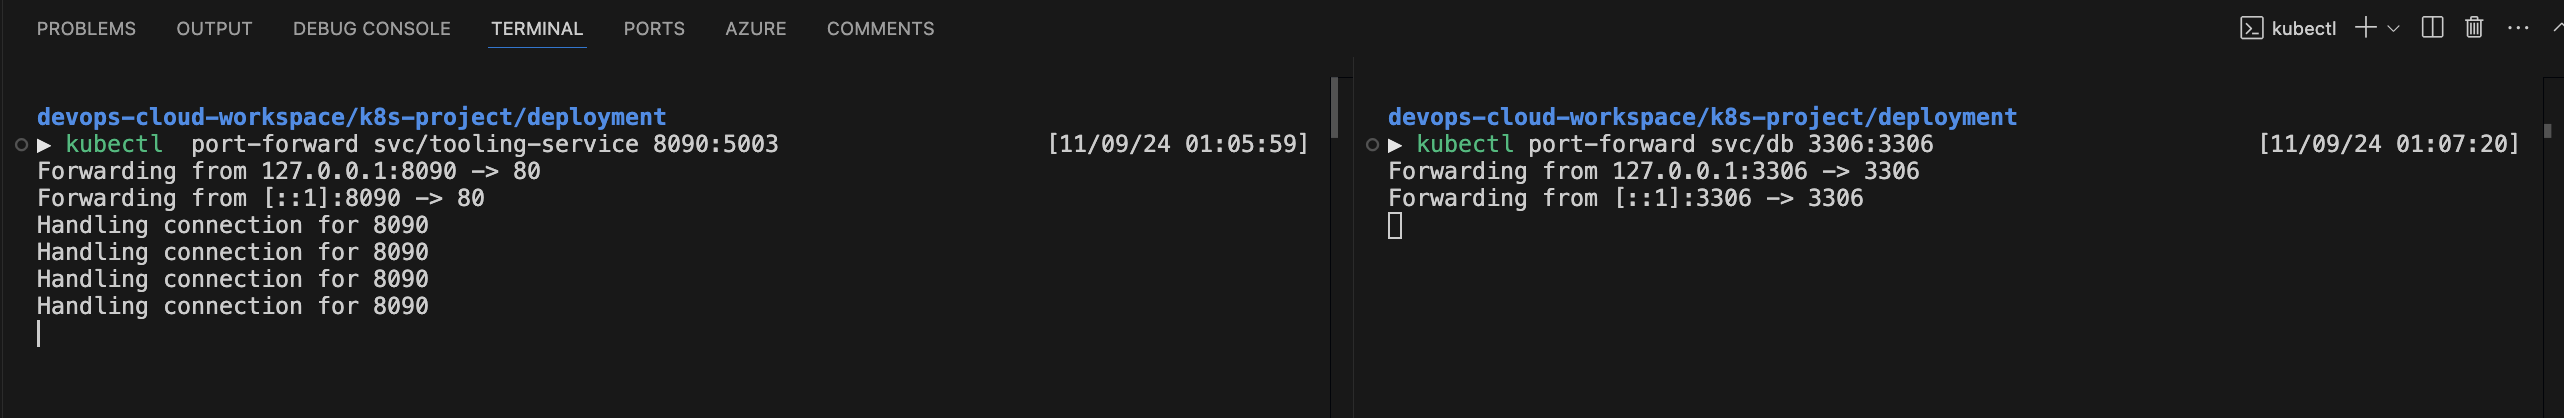 PROBLEMS OUTPUT DEBUG CONSOLE TERMINAL PORTS AZURE COMMENTS kubectl
devops-cloud-workspace/k8s-project/deployment
▶ kubectl  port-forward svc/tooling-service 8090:5003 [11/09/24 01:05:59]
Forwarding from 127.0.0.1:8090 -> 80
Forwarding from [::1]:8090 -> 80
Handling connection for 8090
Handling connection for 8090
Handling connection for 8090
Handling connection for 8090
devops-cloud-workspace/k8s-project/deployment
▶ kubectl port-forward svc/db 3306:3306 [11/09/24 01:07:20]
Forwarding from 127.0.0.1:3306 -> 3306
Forwarding from [::1]:3306 -> 3306